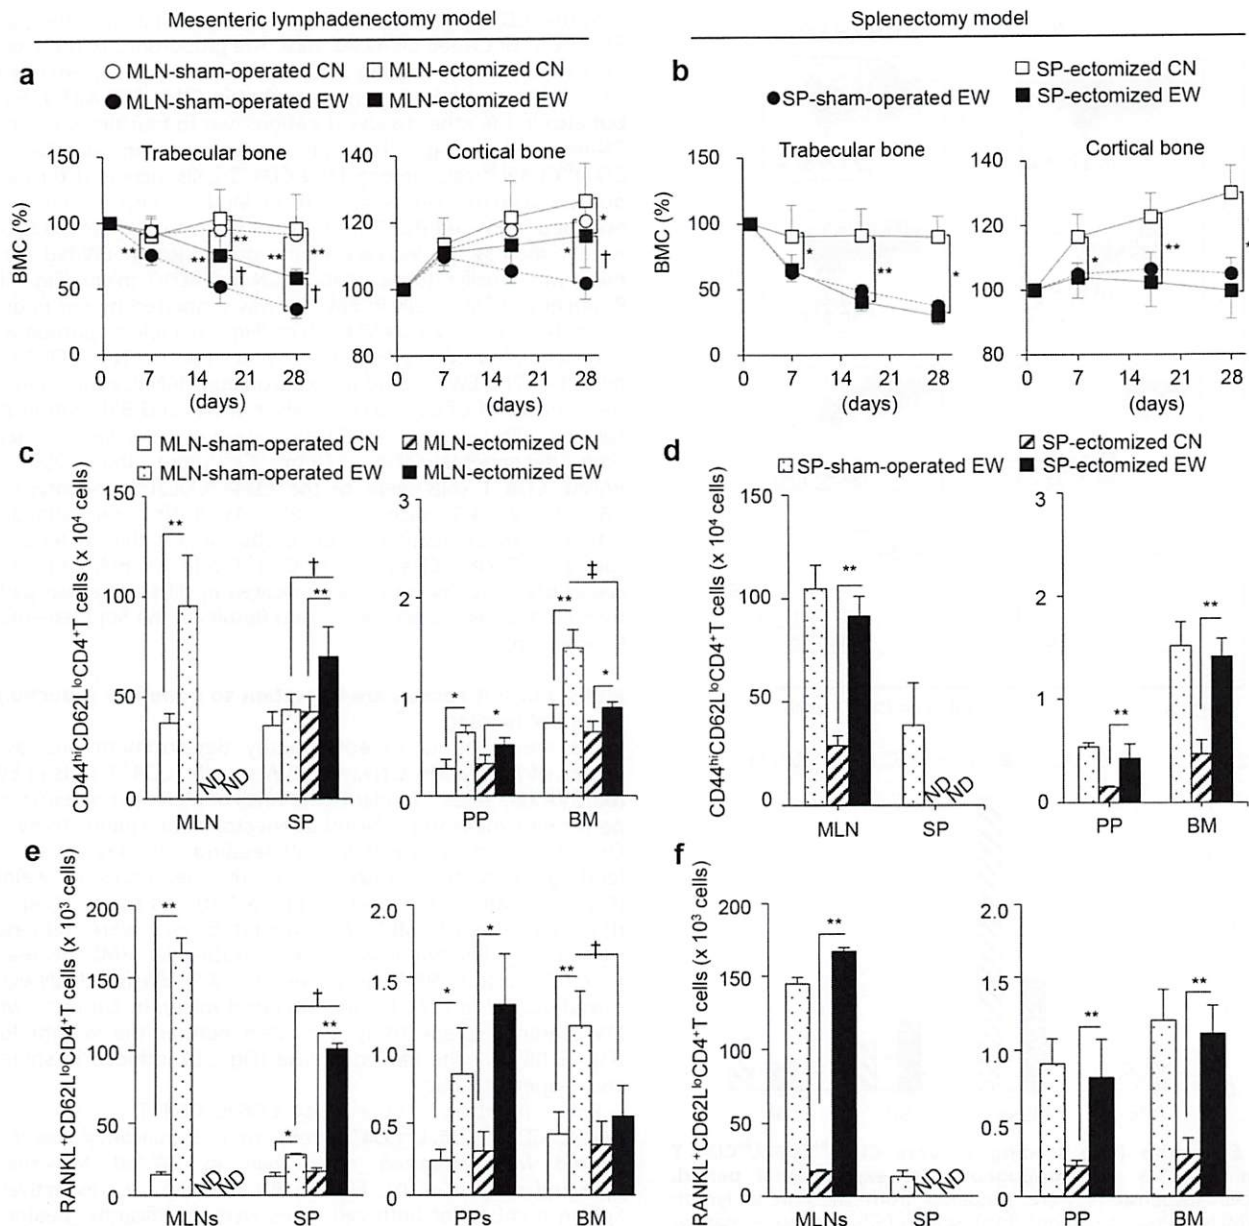 Mesenteric lymphadenectomy model
Splenectomy model
a
MLN-sham-operated CN
MLN-ectomized CN
MLN-sham-operated EW
MLN-ectomized EW
Trabecular bone
Cortical bone
BMC (%)
150
100
50
0
**
**
**
†
**
**
†
0 7 14 21 28
(days)
140
120
100
80
*
*
†
0 7 14 21 28
(days)
b
SP-ectomized CN
SP-sham-operated EW
SP-ectomized EW
Trabecular bone
Cortical bone
BMC (%)
150
100
50
0
*
**
*
0 7 14 21 28
(days)
140
120
100
80
*
**
0 7 14 21 28
(days)
c
MLN-sham-operated CN
MLN-ectomized CN
MLN-sham-operated EW
MLN-ectomized EW
CD44hiCD62LloCD4+T cells (x 10⁴ cells)
150
100
50
0
**
ND
ND
†
**
MLN SP
3
2
1
0
*
*
‡
**
*
PP BM
d
SP-ectomized CN
SP-sham-operated EW
SP-ectomized EW
CD44hiCD62LloCD4+T cells (x 10⁴ cells)
150
100
50
0
**
ND
ND
MLN SP
3
2
1
0
**
**
PP BM
e
RANKL+CD62LloCD4+T cells (x 10³ cells)
200
150
100
50
0
**
ND
ND
†
*
**
MLNs SP
2.0
1.5
1.0
0.5
0
*
*
**
†
PPs BM
f
RANKL+CD62LloCD4+T cells (x 10³ cells)
200
150
100
50
0
**
ND
ND
MLNs SP
2.0
1.0
0
**
**
PP BM